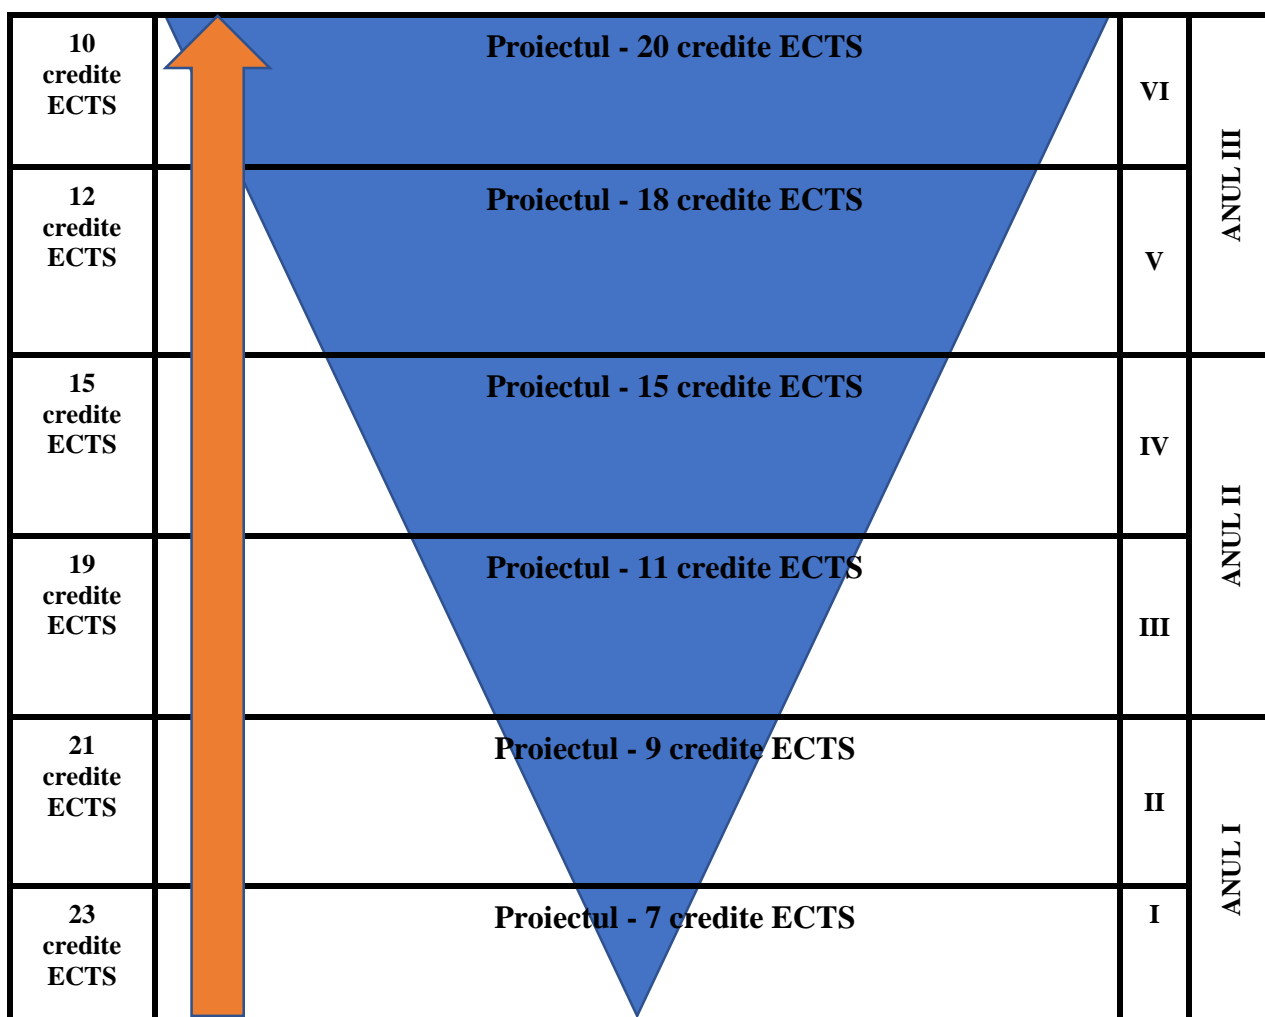 10
credite
ECTS
Proiectul - 20 credite ECTS
VI
ANUL III
12
credite
ECTS
Proiectul - 18 credite ECTS
V
15
credite
ECTS
Proiectul - 15 credite ECTS
IV
ANUL II
19
credite
ECTS
Proiectul - 11 credite ECTS
III
21
credite
ECTS
Proiectul - 9 credite ECTS
II
ANUL I
23
credite
ECTS
Proiectul - 7 credite ECTS
I